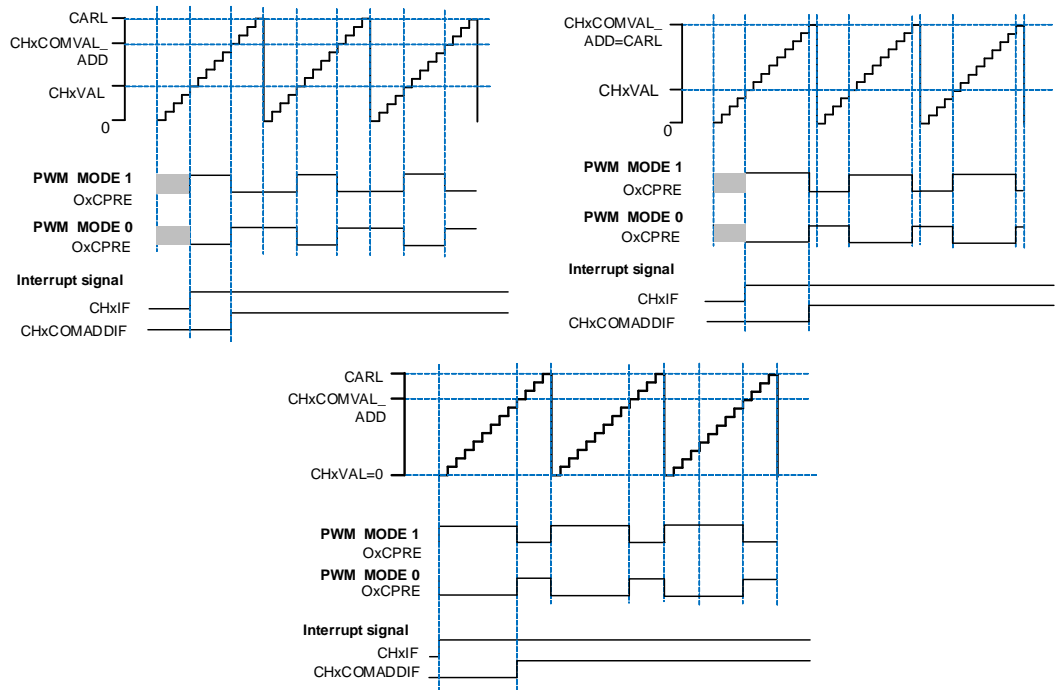 CARL
CHxCOMVAL_
ADD
CHxVAL
0
PWM MODE 1
OxCPRE
PWM MODE 0
OxCPRE
Interrupt signal
CHxIF
CHxCOMADDIF
CHxCOMVAL_
ADD=CARL
CHxVAL
0
PWM MODE 1
OxCPRE
PWM MODE 0
OxCPRE
Interrupt signal
CHxIF
CHxCOMADDIF
CARL
CHxCOMVAL_
ADD
CHxVAL=0
PWM MODE 1
OxCPRE
PWM MODE 0
OxCPRE
Interrupt signal
CHxIF
CHxCOMADDIF